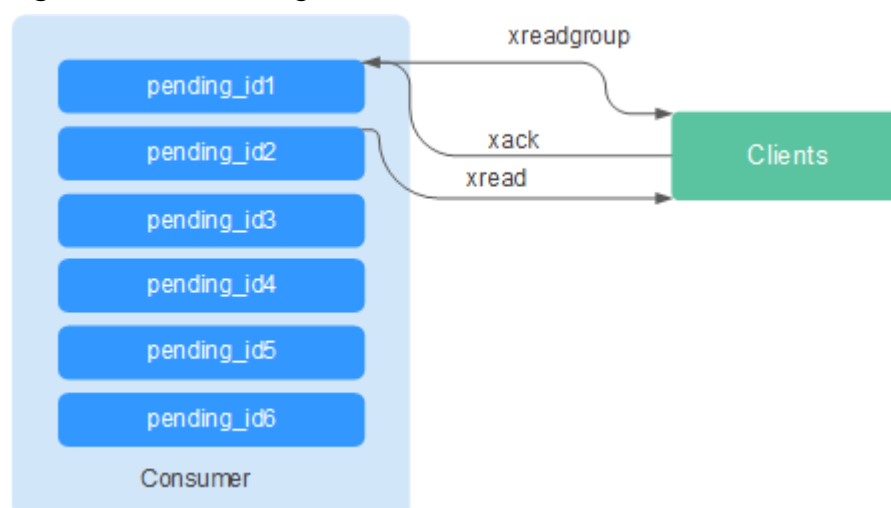 xreadgroup
pending_id1
xack
Clients
pending_id2
xread
pending_id3
pending_id4
pending_id5
pending_id6
Consumer